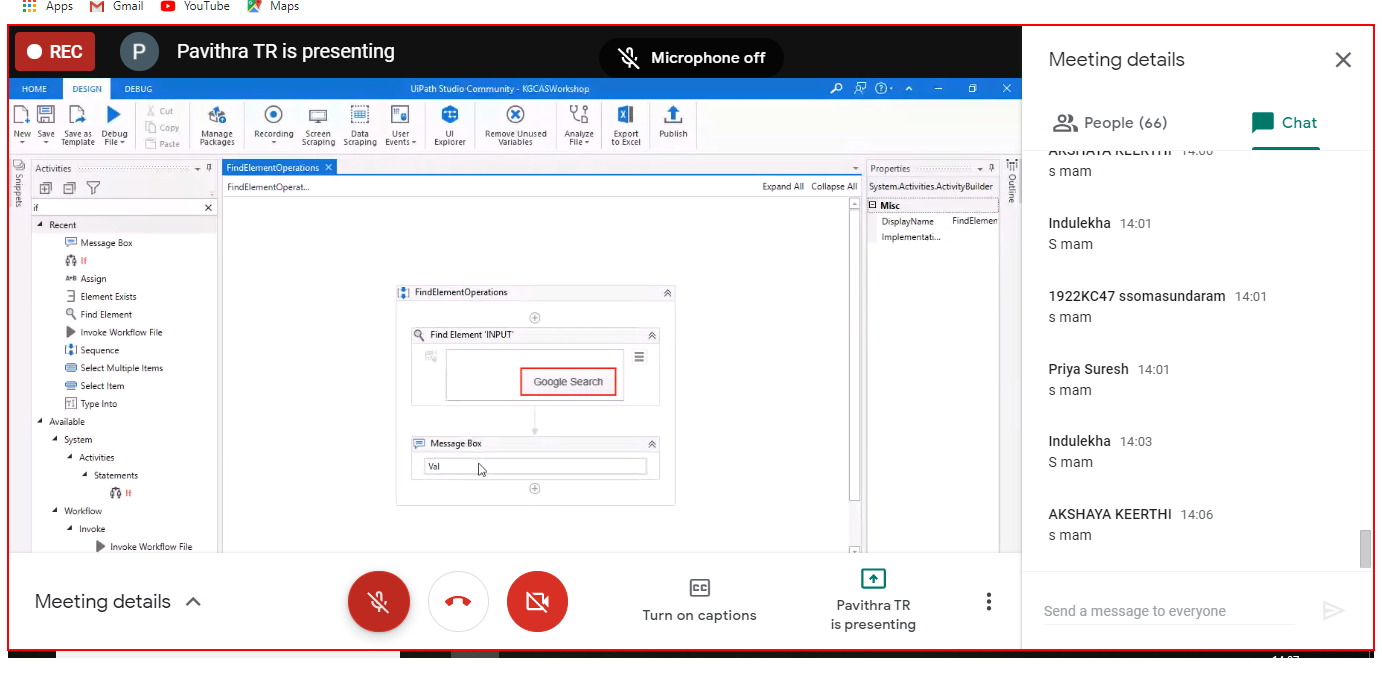 Apps Gmail YouTube Maps
REC P Pavithra TR is presenting
Microphone off
HOME DESIGN DEBUG UiPath Studio Community - KGCASWorkshop
New Save Save as Template Debug File
Cut
Copy
Paste
Manage Packages Recording Screen Scraping Data Scraping User Events UI Explorer Remove Unused Variables Analyze File Export to Excel Publish
Snippets
Activities
if
Recent
Message Box
If
A+B Assign
Element Exists
Find Element
Invoke Workflow File
Sequence
Select Multiple Items
Select Item
Type Into
Available
System
Activities
Statements
If
Workflow
Invoke
Invoke Workflow File
FindElementOperations
FindElementOperat... Expand All Collapse All
FindElementOperations
Find Element 'INPUT'
Google Search
Message Box
Val
Properties
System.Activities.ActivityBuilder
Misc
DisplayName FindElemen
Implementati...
Outline
Meeting details
CC
Turn on captions
Pavithra TR
is presenting
Meeting details
People (66) Chat
AKSHAYA KEERTHI 14:00
s mam
Indulekha 14:01
S mam
1922KC47 ssomasundaram 14:01
s mam
Priya Suresh 14:01
s mam
Indulekha 14:03
S mam
AKSHAYA KEERTHI 14:06
s mam
Send a message to everyone